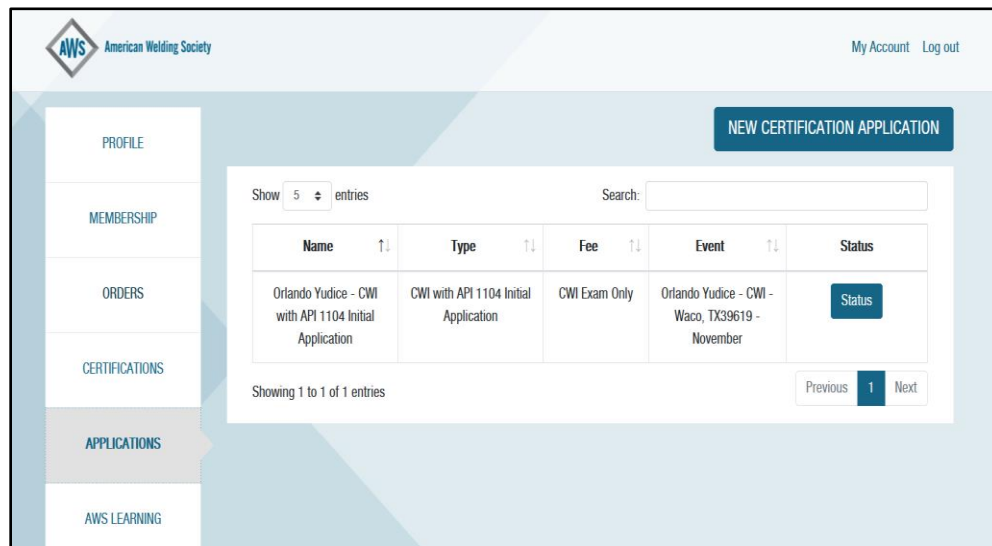 AWS American Welding Society
My Account Log out
PROFILE
MEMBERSHIP
ORDERS
CERTIFICATIONS
APPLICATIONS
AWS LEARNING
NEW CERTIFICATION APPLICATION
Show 5 entries
Search:
Name Type Fee Event Status
Orlando Yudice - CWI
with API 1104 Initial
Application
CWI with API 1104 Initial
Application
CWI Exam Only
Orlando Yudice - CWI -
Waco, TX39619 -
November
Status
Showing 1 to 1 of 1 entries
Previous 1 Next